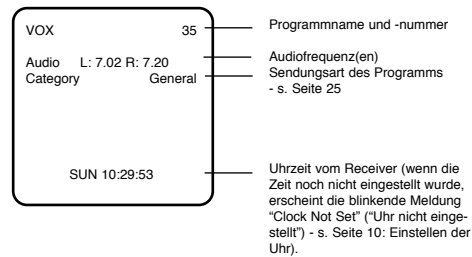 VOX 35
Audio L: 7.02 R: 7.20
Category General
SUN 10:29:53
Programmname und -nummer
Audiofrequenz(en)
Sendungsart des Programms
- s. Seite 25
Uhrzeit vom Receiver (wenn die
Zeit noch nicht eingestellt wurde,
erscheint die blinkende Meldung
“Clock Not Set” (“Uhr nicht einge-
stellt”) - s. Seite 10: Einstellen der
Uhr).